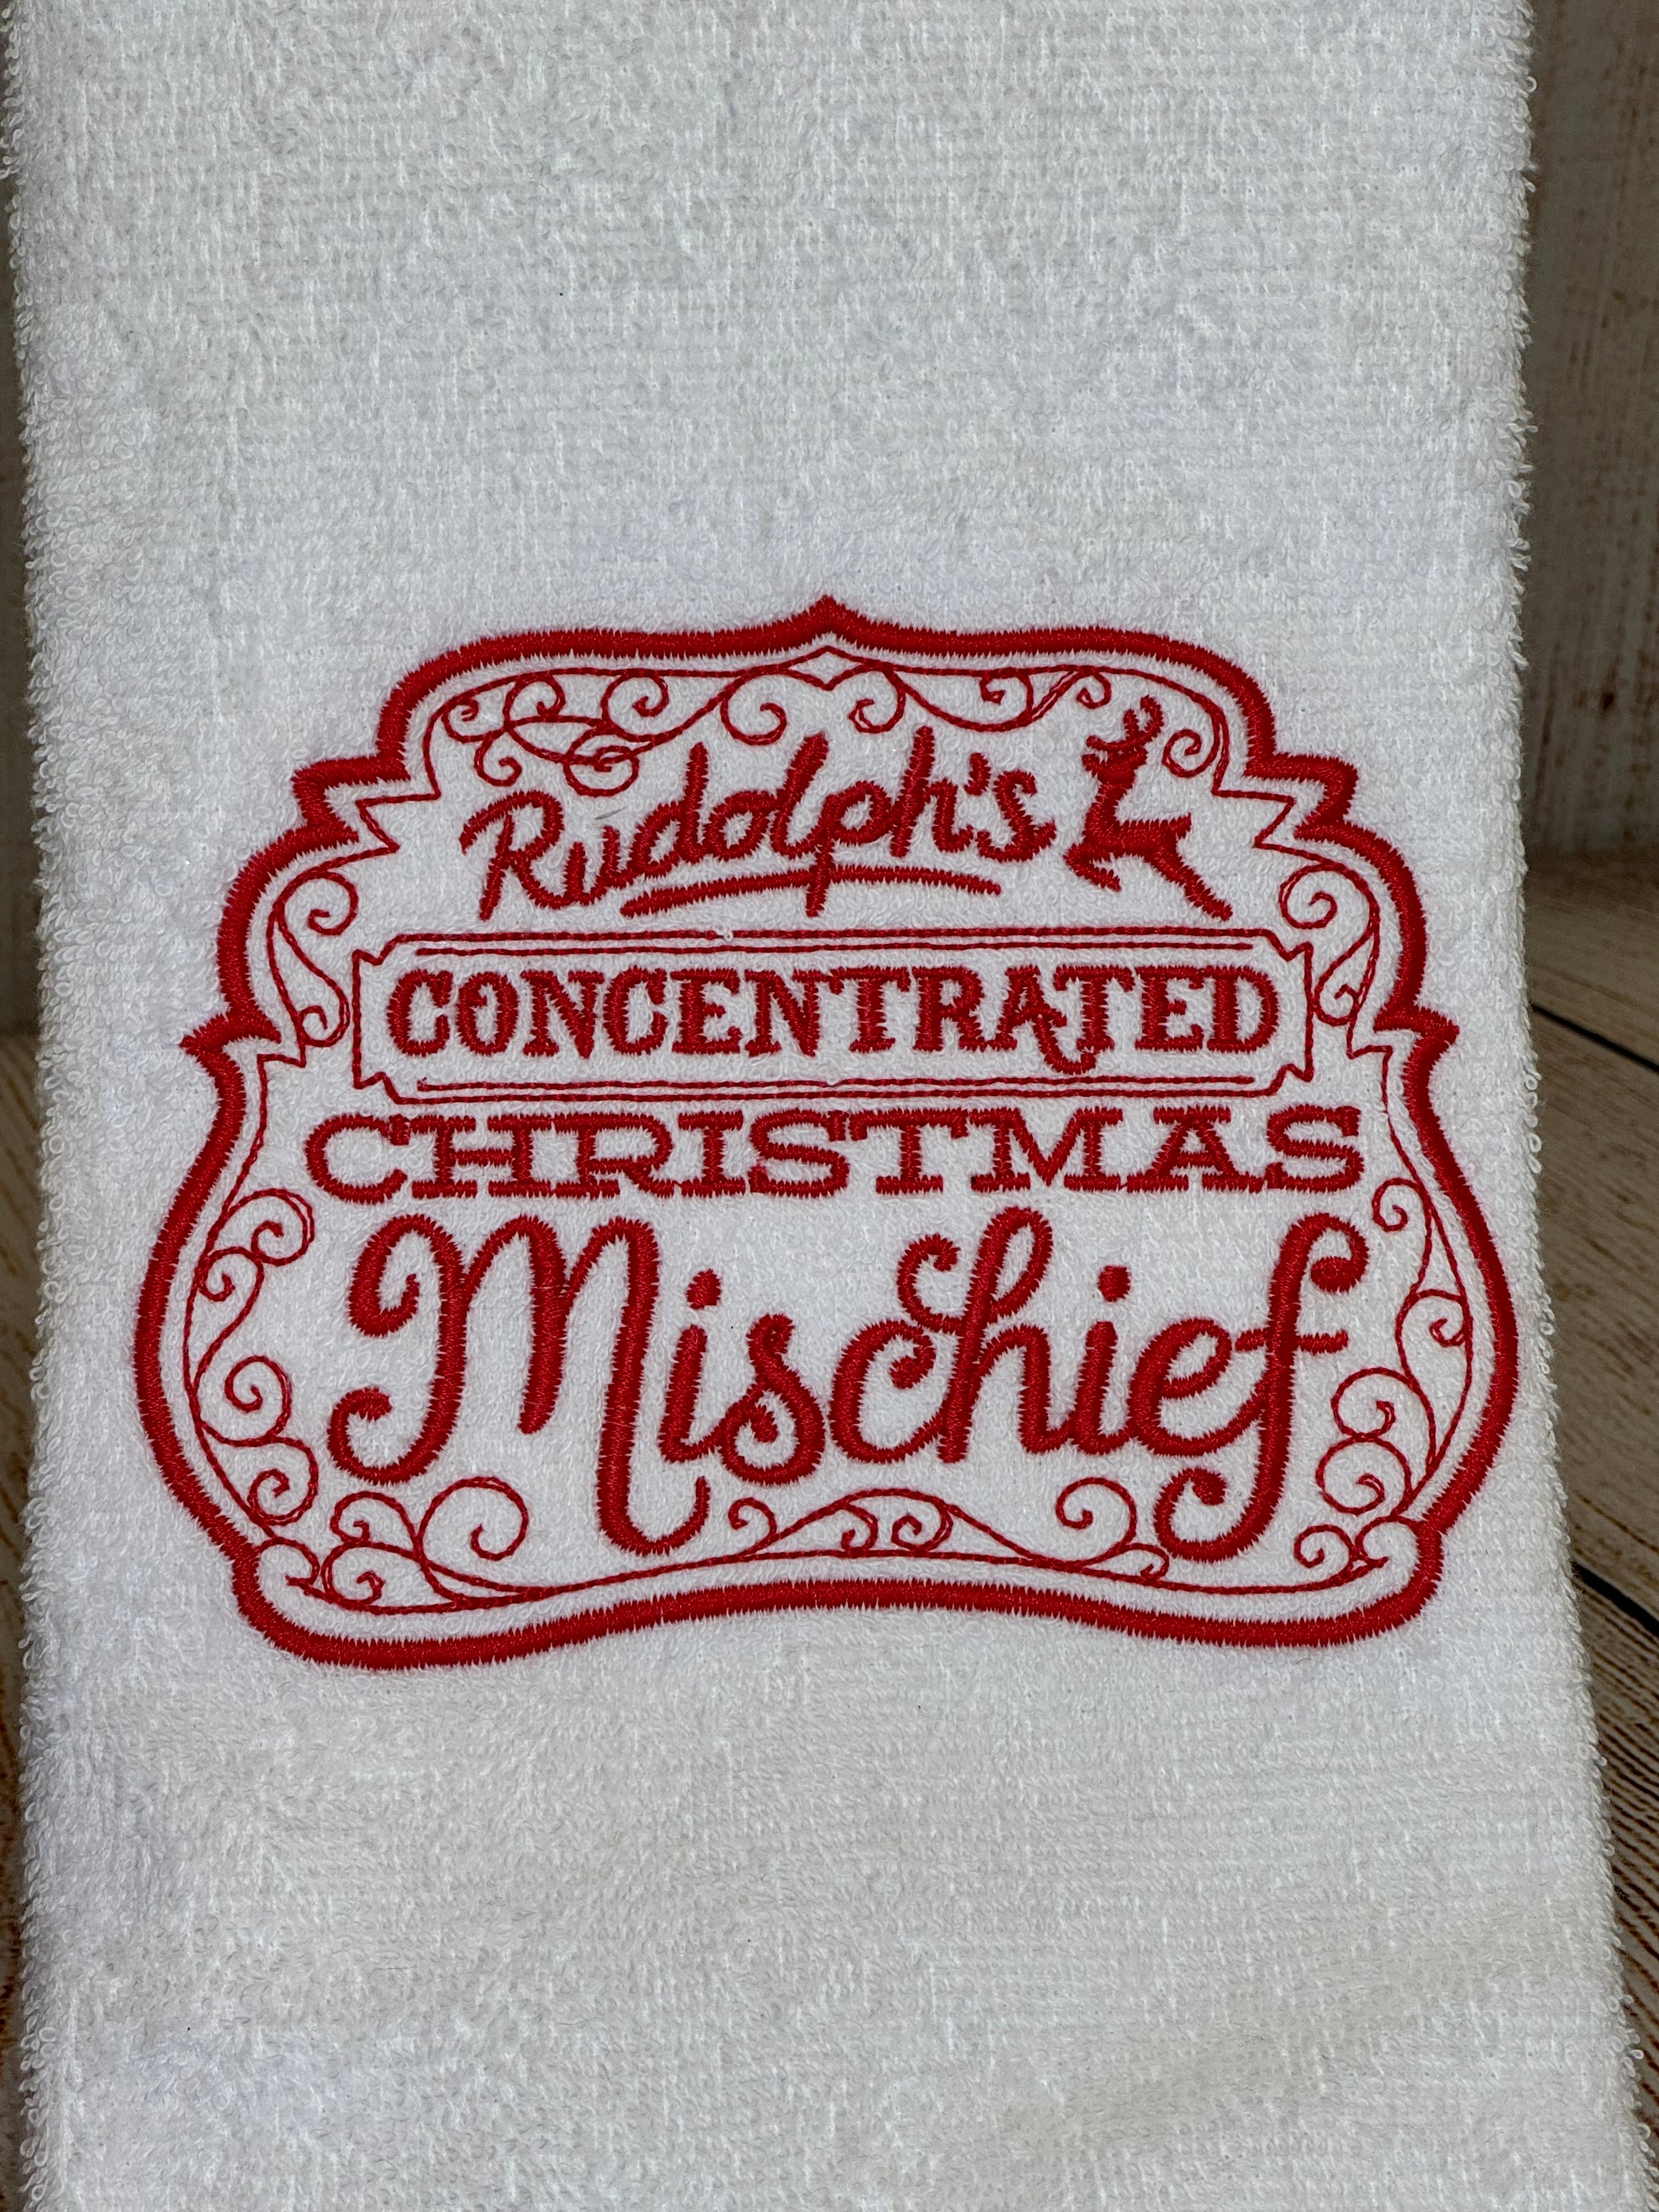 Rudolph's
CONCENTRATED
CHRISTMAS
Mischief